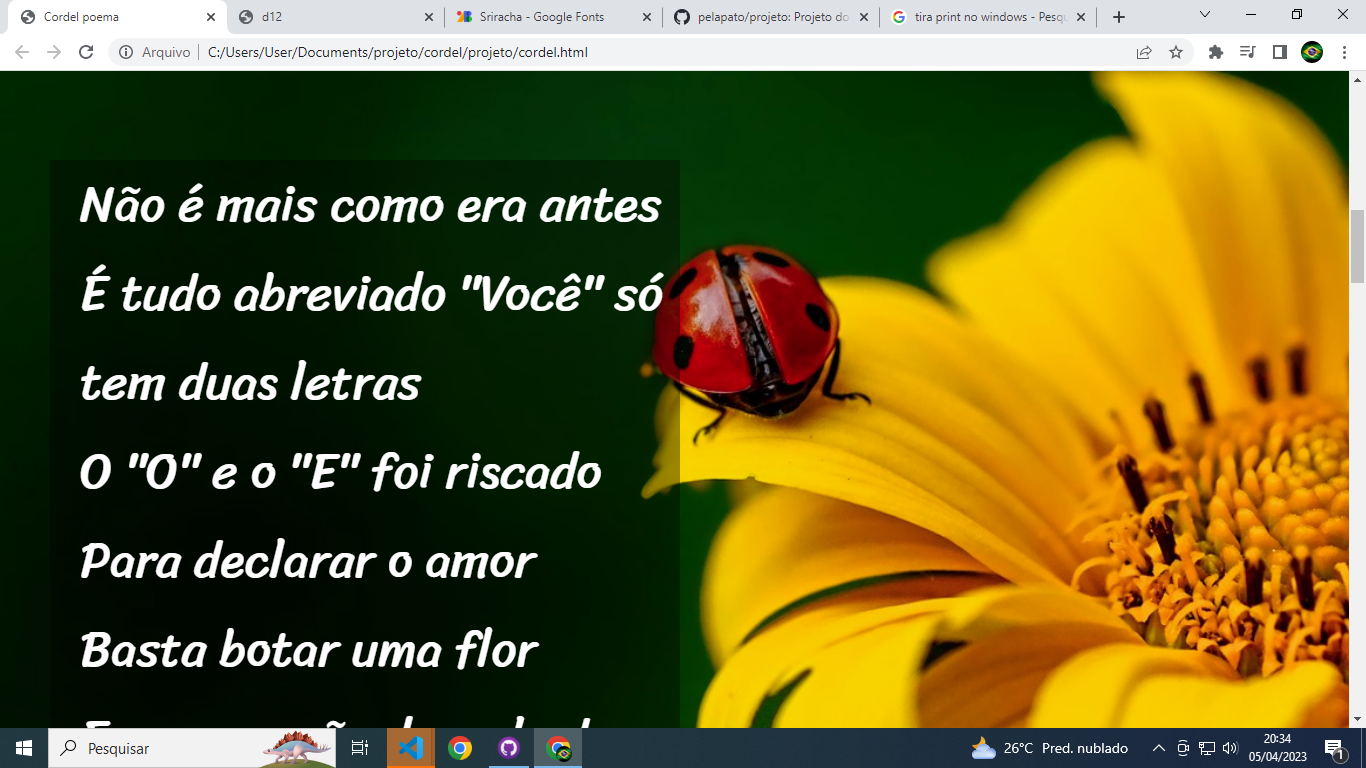 Cordel poema
d12
Sriracha - Google Fonts
pelapato/projeto: Projeto do
tira print no windows - Pesqu
Arquivo
C:/Users/User/Documents/projeto/cordel/projeto/cordel.html
Não é mais como era antes
É tudo abreviado "Você" só
tem duas letras
O "O" e o "E" foi riscado
Para declarar o amor
Basta botar uma flor
Pesquisar
26°C Pred. nublado
20:34
05/04/2023
1